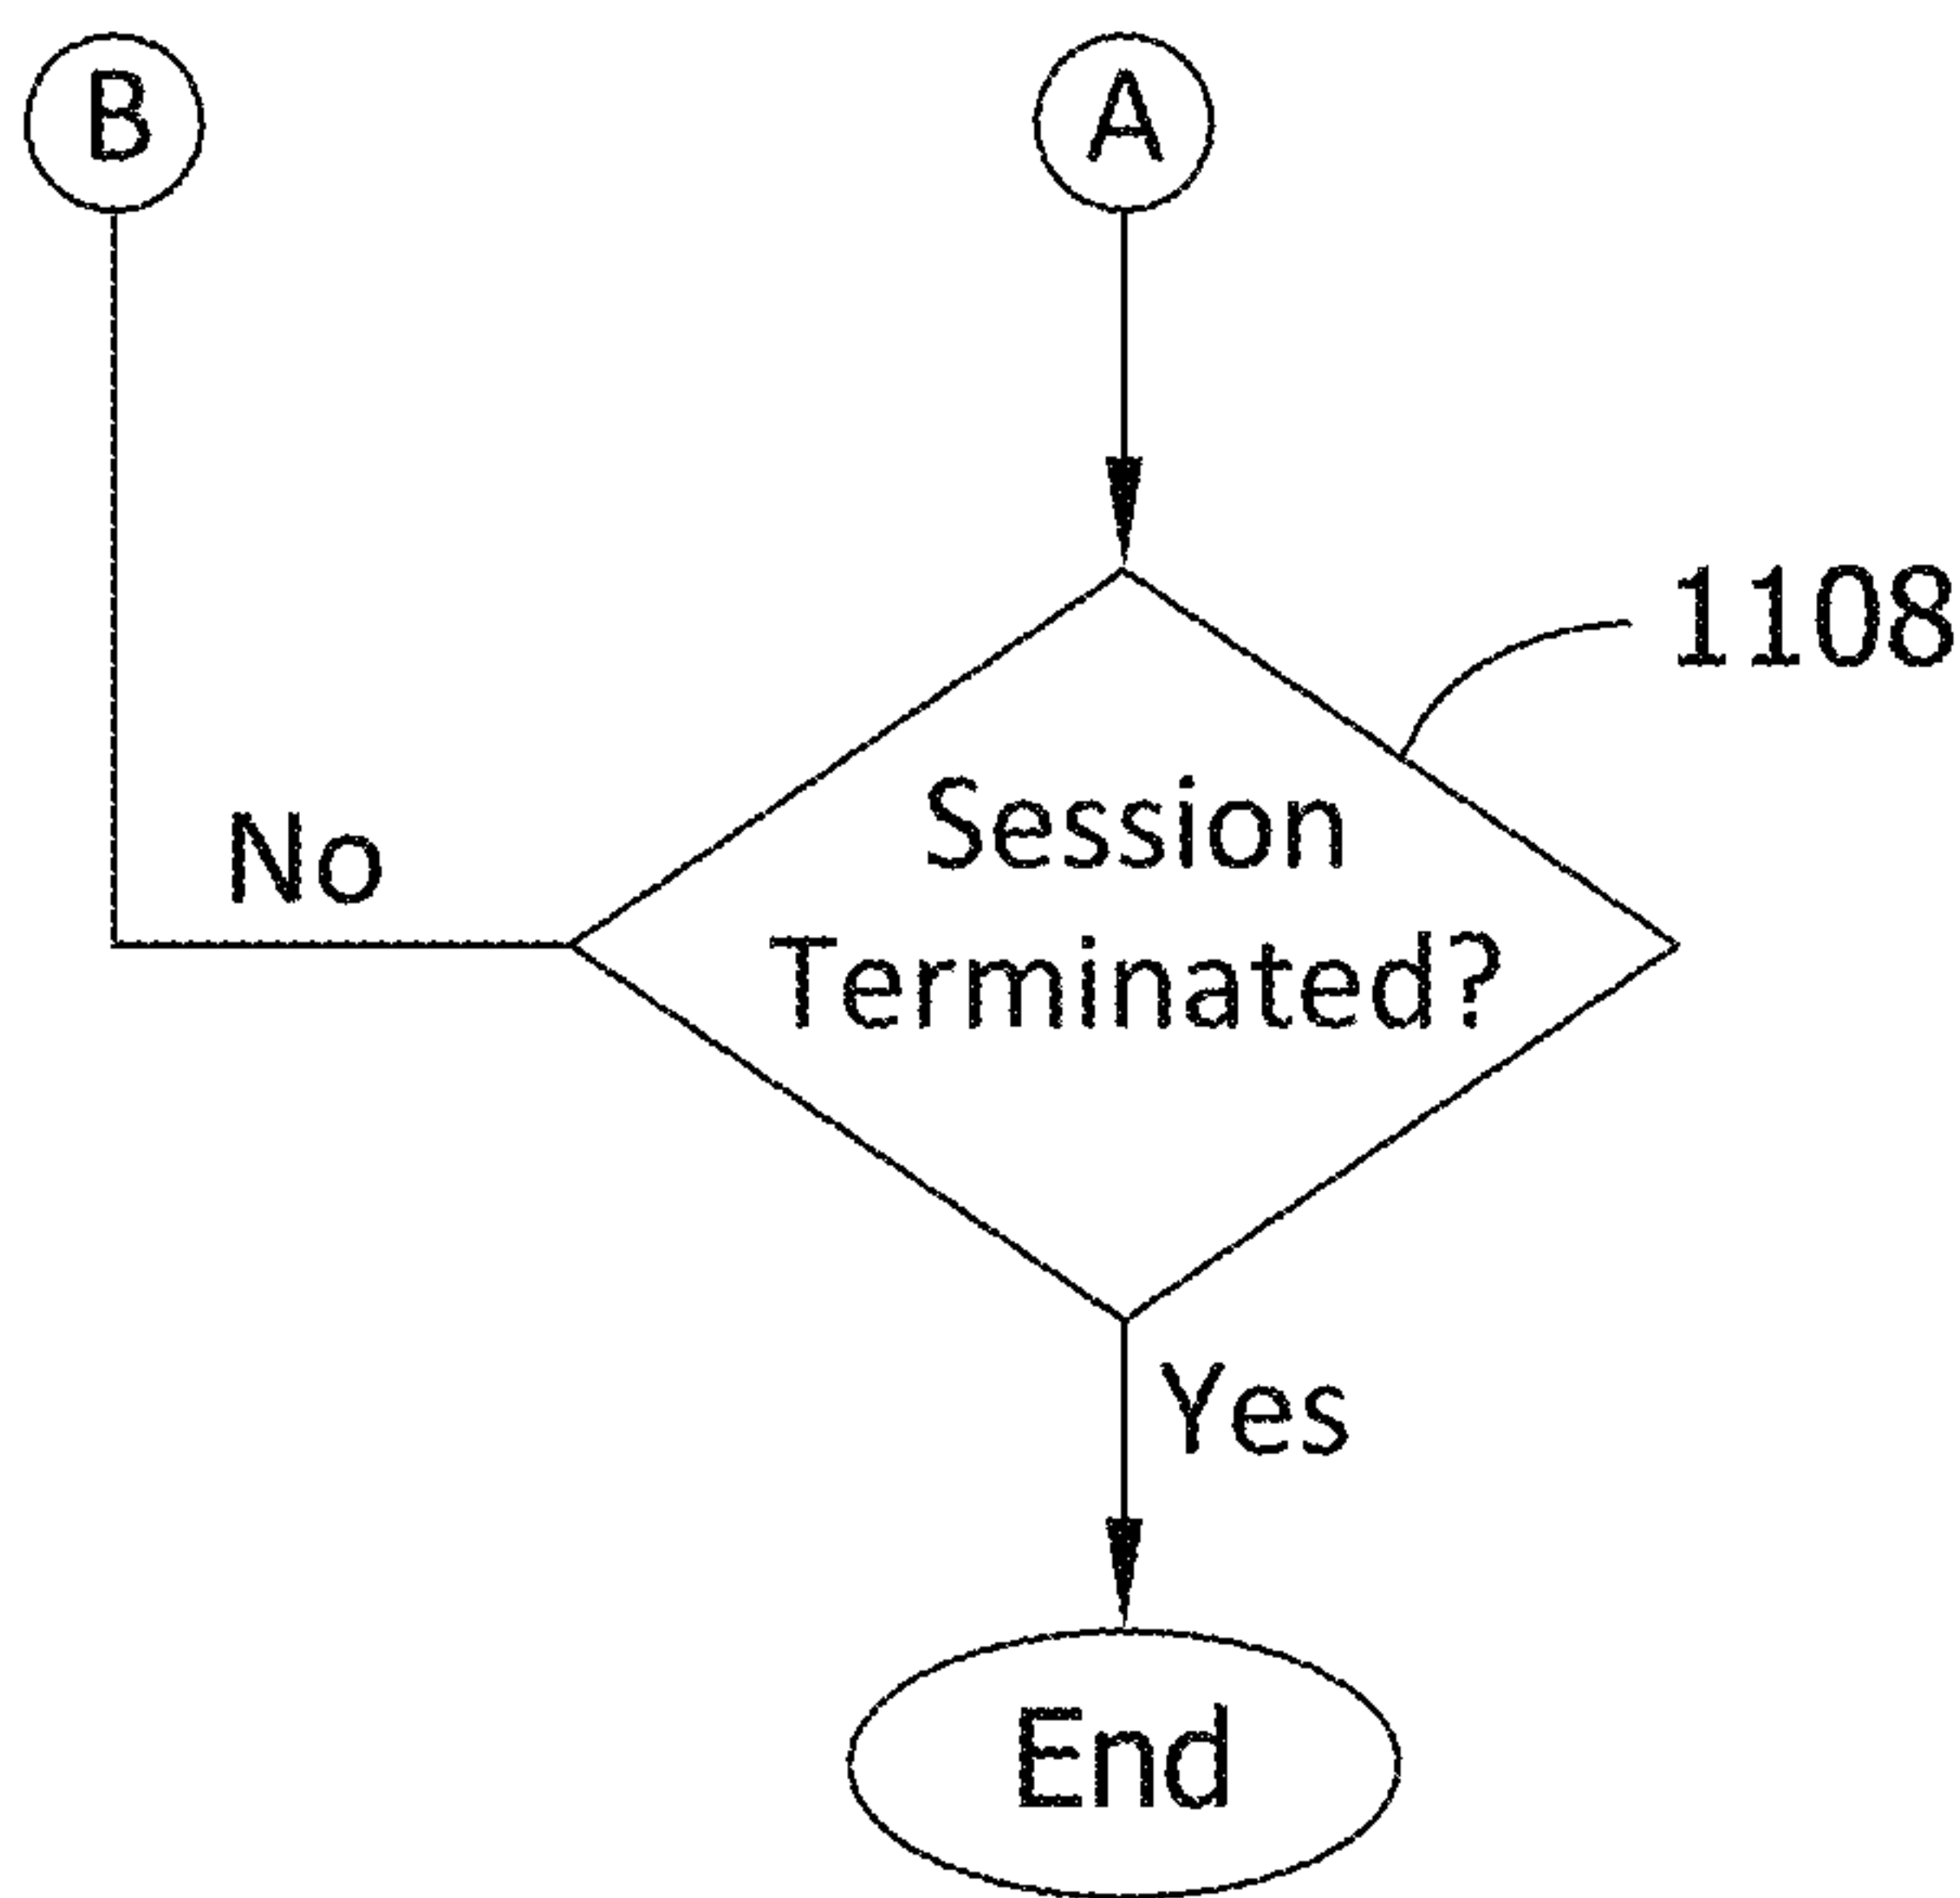 B
A
1108
Session
Terminated?
No
Yes
End